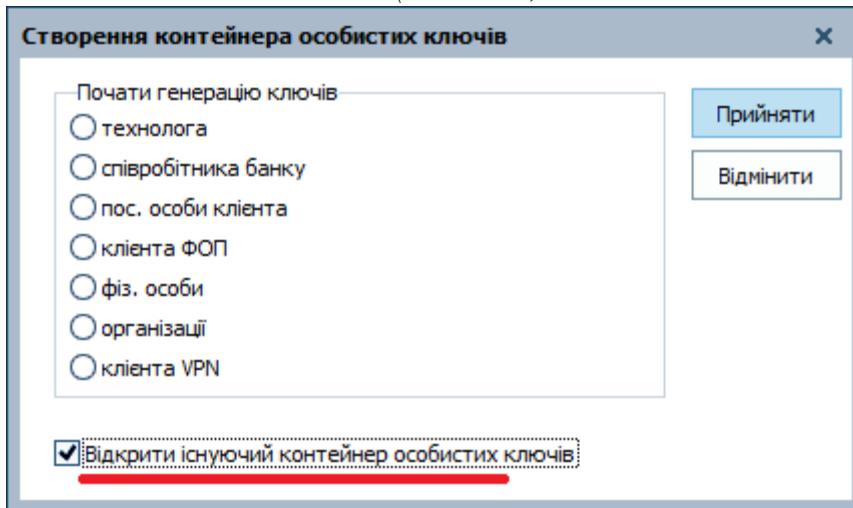 Створення контейнера особистих ключів
Почати генерацію ключів
технолога
співробітника банку
пос. особи клієнта
клієнта ФОП
фіз. особи
організації
клієнта VPN
Прийняти
Відмінити
Відкрити існуючий контейнер особистих ключів